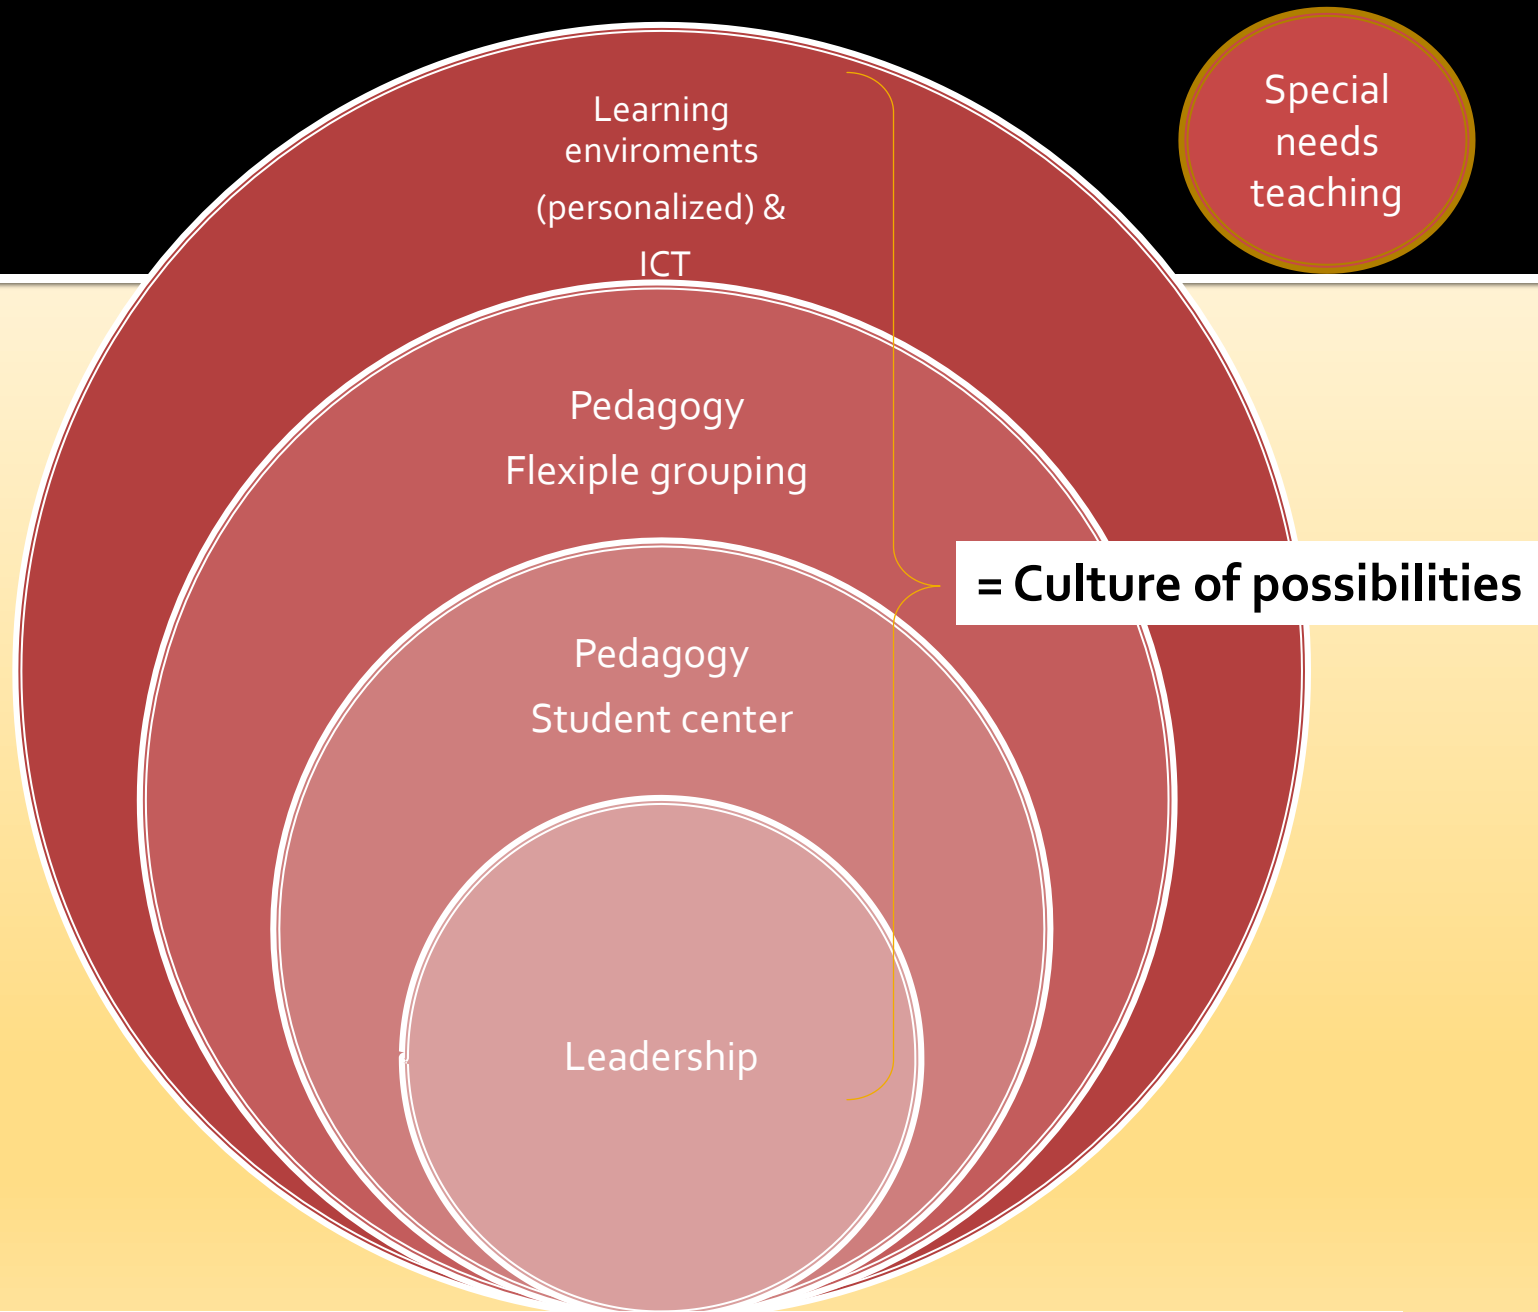 Learning
enviroments
(personalized) &
ICT
Special
needs
teaching
Pedagogy
Flexiple grouping
= Culture of possibilities
Pedagogy
Student center
Leadership